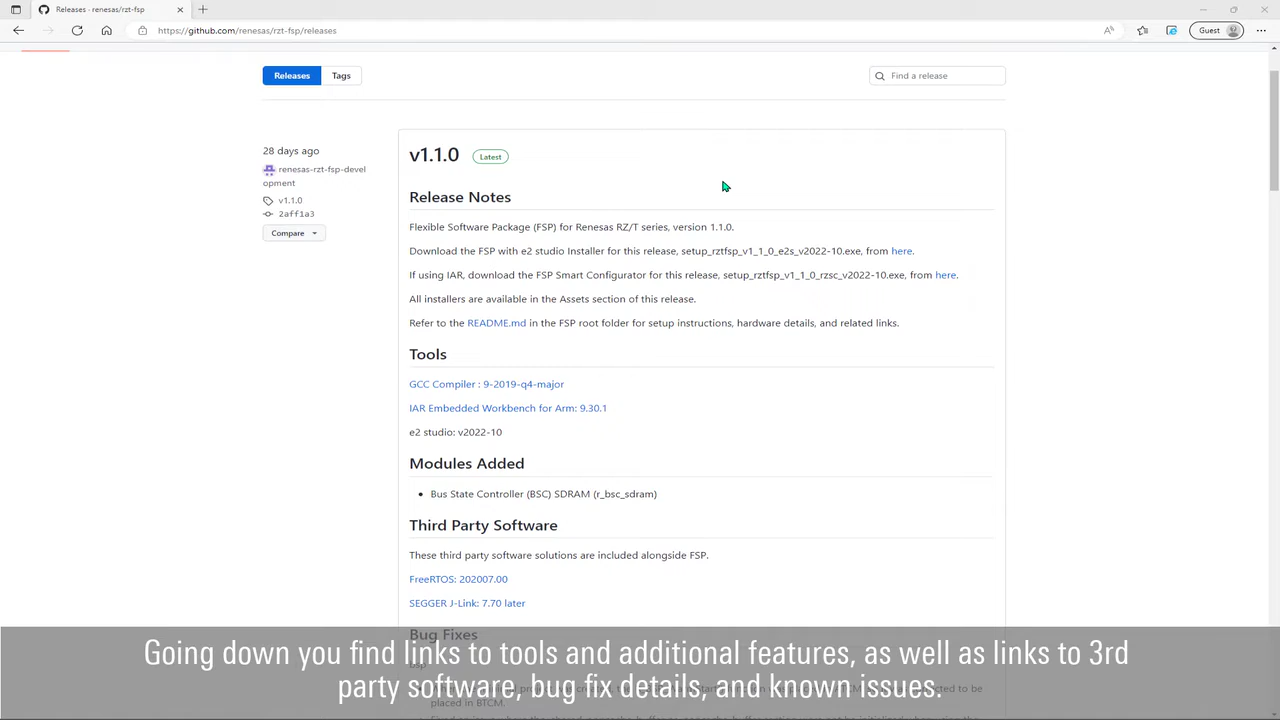 Releases · renesas/rzt-fsp
https://github.com/renesas/rzt-fsp/releases
Guest
Releases
Tags
Find a release
28 days ago
renesas-rzt-fsp-devel
opment
v1.1.0
2aff1a3
Compare
v1.1.0
Latest
Release Notes
Flexible Software Package (FSP) for Renesas RZ/T series, version 1.1.0.
Download the FSP with e2 studio Installer for this release, setup_rztfsp_v1_1_0_e2s_v2022-10.exe, from here.
If using IAR, download the FSP Smart Configurator for this release, setup_rztfsp_v1_1_0_rzsc_v2022-10.exe, from here.
All installers are available in the Assets section of this release.
Refer to the README.md in the FSP root folder for setup instructions, hardware details, and related links.
Tools
GCC Compiler : 9-2019-q4-major
IAR Embedded Workbench for Arm: 9.30.1
e2 studio: v2022-10
Modules Added
• Bus State Controller (BSC) SDRAM (r_bsc_sdram)
Third Party Software
These third party software solutions are included alongside FSP.
FreeRTOS: 202007.00
SEGGER J-Link: 7.70 later
Bug Fixes
Going down you find links to tools and additional features, as well as links to 3rd
party software, bug fix details, and known issues.
placed in BTCM.